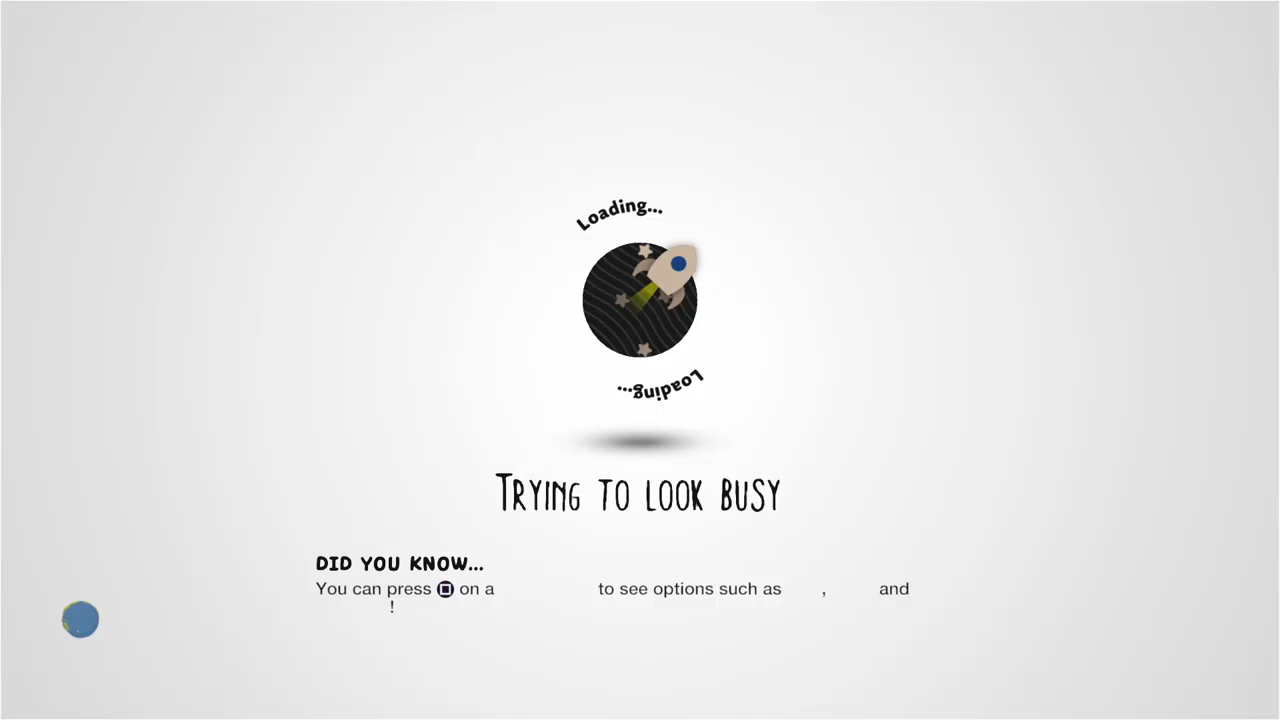 Loading...
Loading...
TRYING TO LOOK BUSY
DID YOU KNOW...
You can press on a to see options such as , and
!